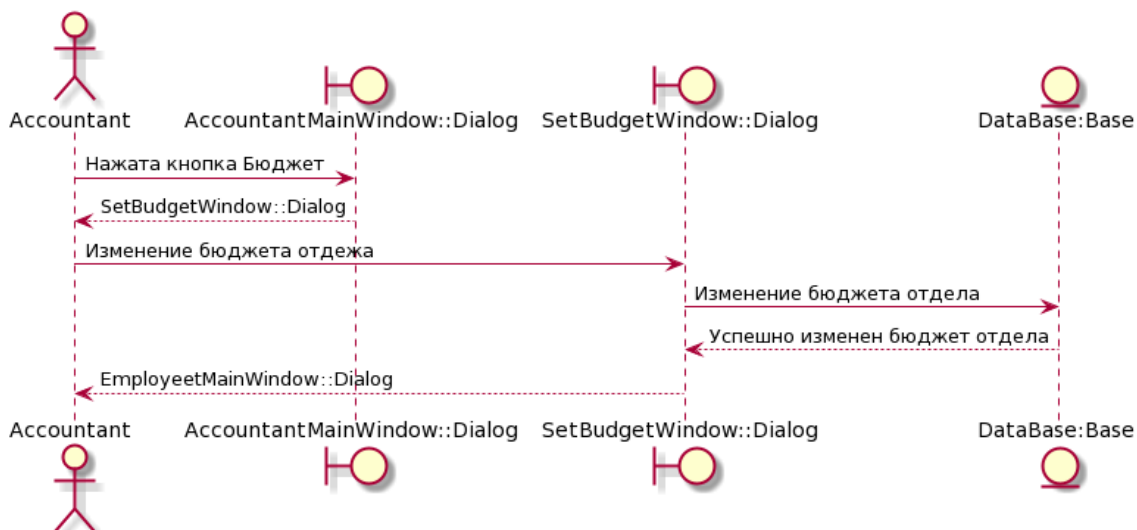 Accountant
AccountantMainWindow::Dialog
SetBudgetWindow::Dialog
DataBase:Base
Нажата кнопка Бюджет
SetBudgetWindow::Dialog
Изменение бюджета отдежа
Изменение бюджета отдела
Успешно изменен бюджет отдела
EmployeetMainWindow::Dialog
Accountant
AccountantMainWindow::Dialog
SetBudgetWindow::Dialog
DataBase:Base